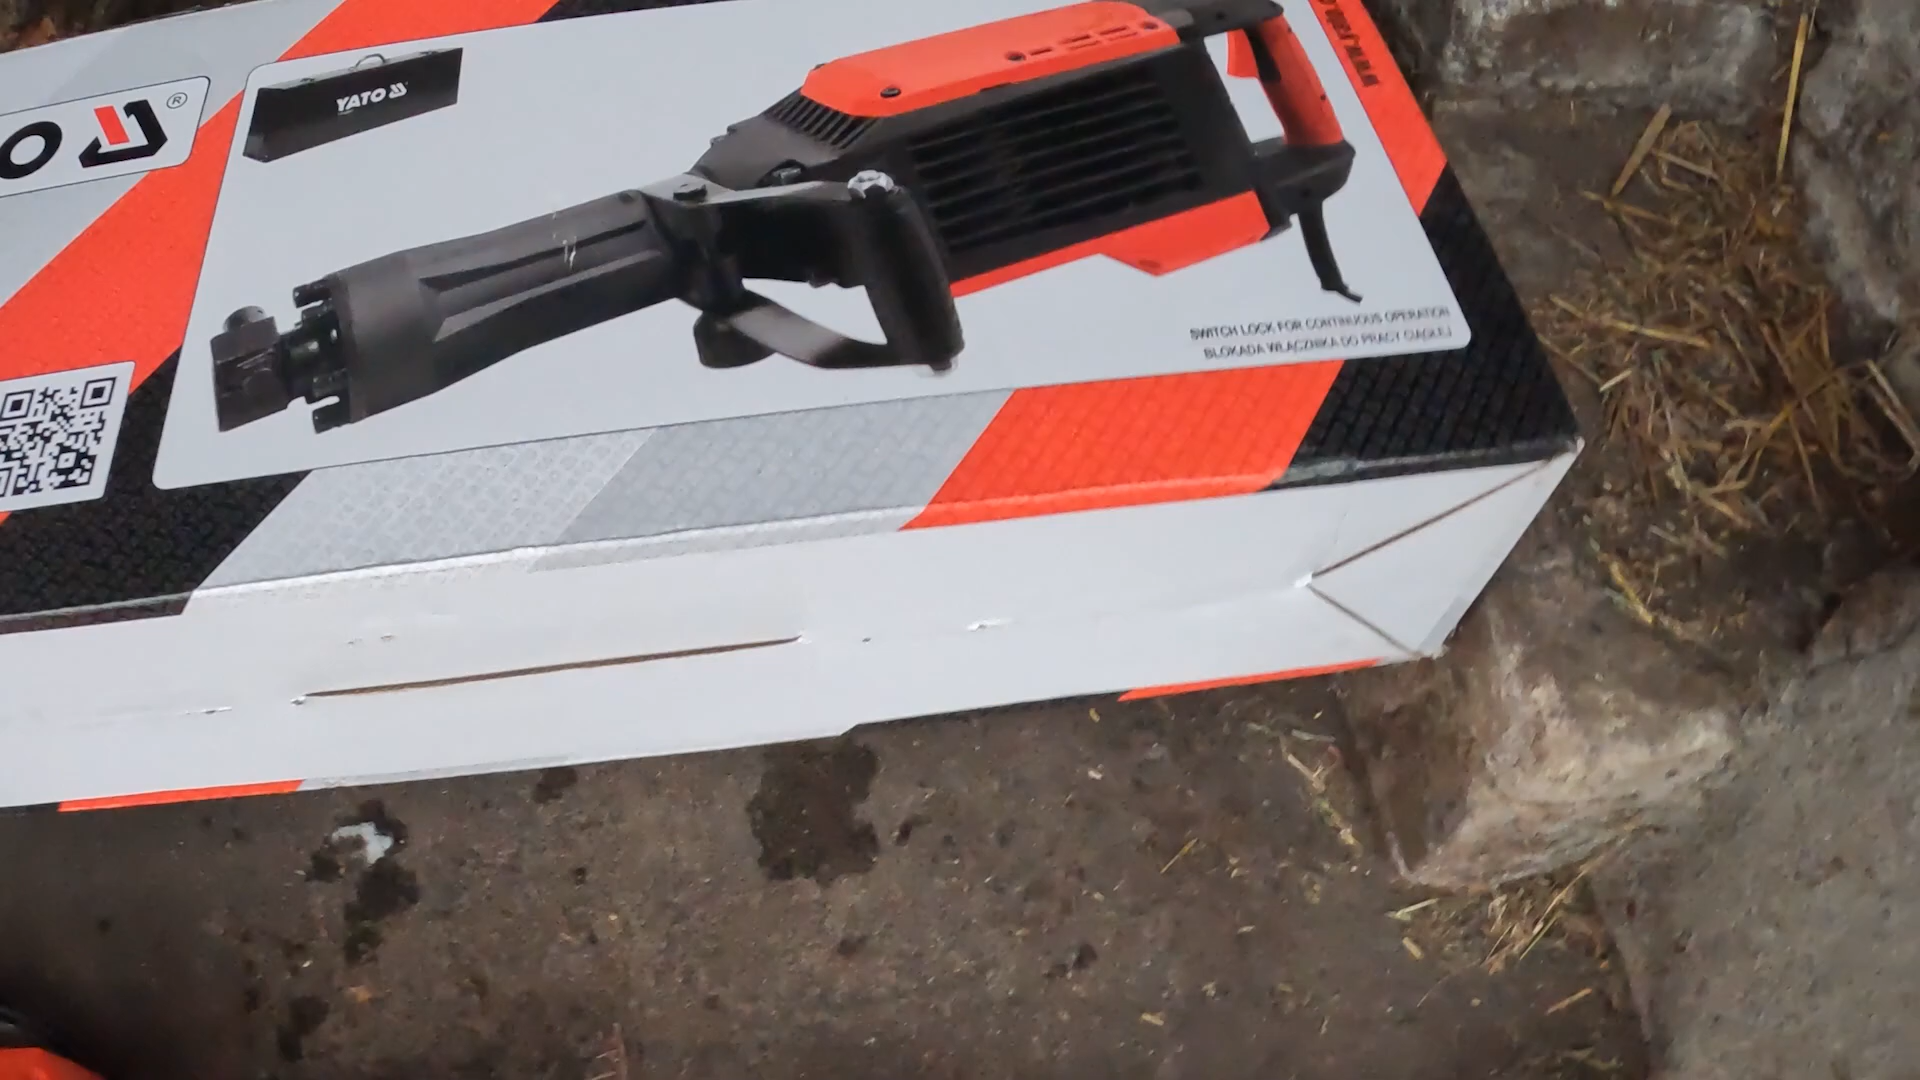 O
YATO
SWITCH LOCK FOR CONTINUOUS OPERATION
BLOKADA WŁĄCZNIKA DO PRACY CIĄGŁEJ